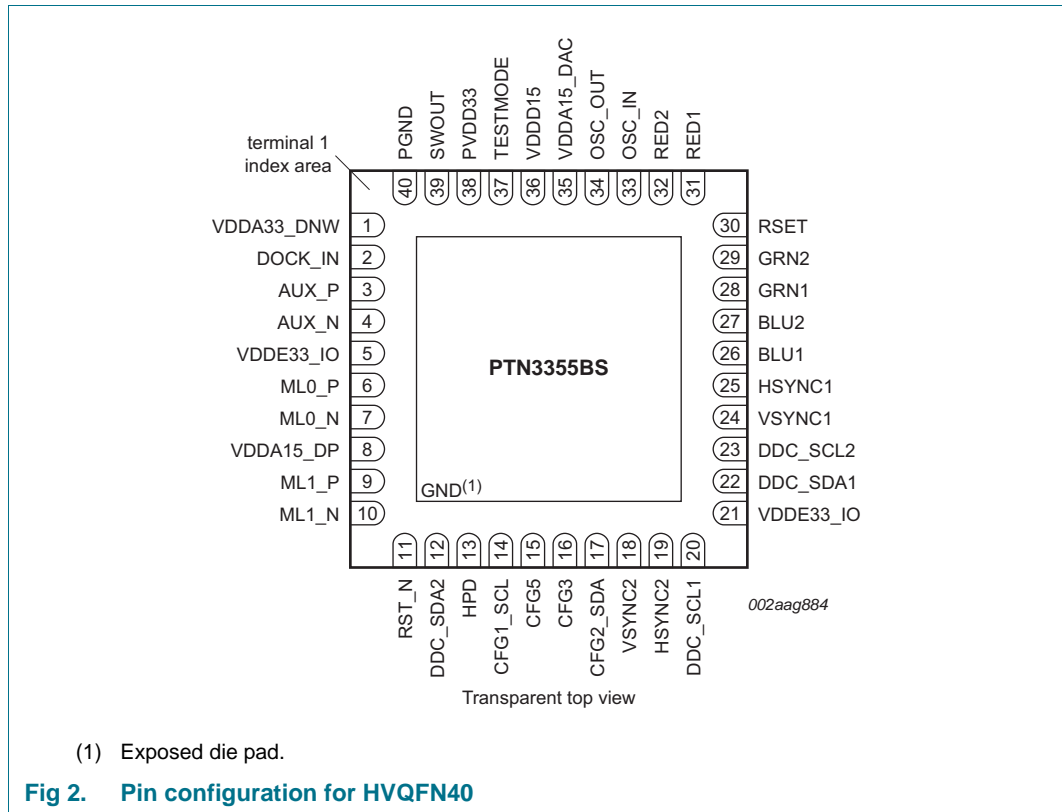 PGND
SWOUT
PVDD33
TESTMODE
VDDD15
VDDA15_DAC
OSC_OUT
OSC_IN
RED2
RED1
terminal 1
index area
40 39 38 37 36 35 34 33 32 31
VDDA33_DNW 1 30 RSET
DOCK_IN 2 29 GRN2
AUX_P 3 28 GRN1
AUX_N 4 27 BLU2
VDDE33_IO 5 26 BLU1
PTN3355BS
ML0_P 6 25 HSYNC1
ML0_N 7 24 VSYNC1
VDDA15_DP 8 23 DDC_SCL2
ML1_P 9 22 DDC_SDA1
GND(1)
ML1_N 10 21 VDDE33_IO
11 12 13 14 15 16 17 18 19 20
RST_N
DDC_SDA2
HPD
CFG1_SCL
CFG5
CFG3
CFG2_SDA
VSYNC2
HSYNC2
DDC_SCL1
002aag884
Transparent top view
(1) Exposed die pad.
Fig 2. Pin configuration for HVQFN40